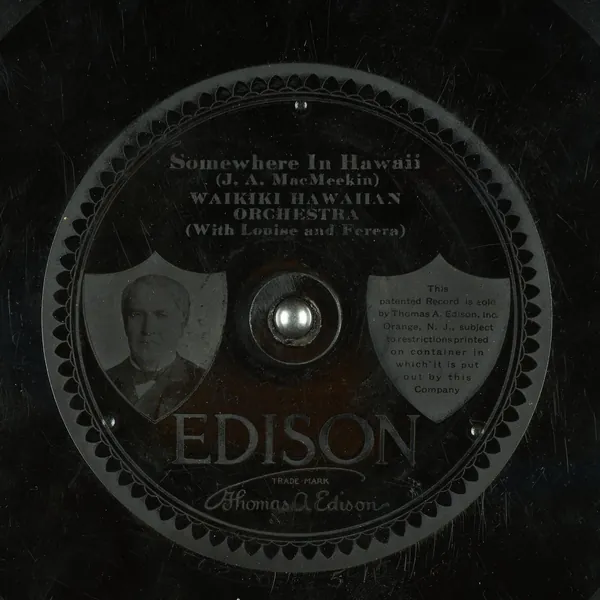 Somewhere In Hawaii
(J. A. MacMeekin)
WAIKIKI HAWAIIAN
ORCHESTRA
(With Louise and Ferera)
This
patented Record is sold
by Thomas A. Edison, Inc.
Orange, N. J., subject
to restrictions printed
on container in
which it is put
out by this
Company
EDISON
TRADE MARK
Thomas A Edison